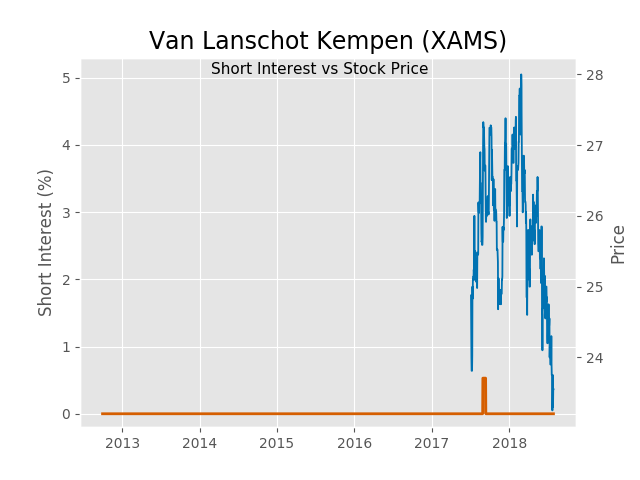 Van Lanschot Kempen (XAMS)
Short Interest vs Stock Price
Short Interest (%)
5
4
3
2
1
0
28
27
26
25
24
Price
2013 2014 2015 2016 2017 2018